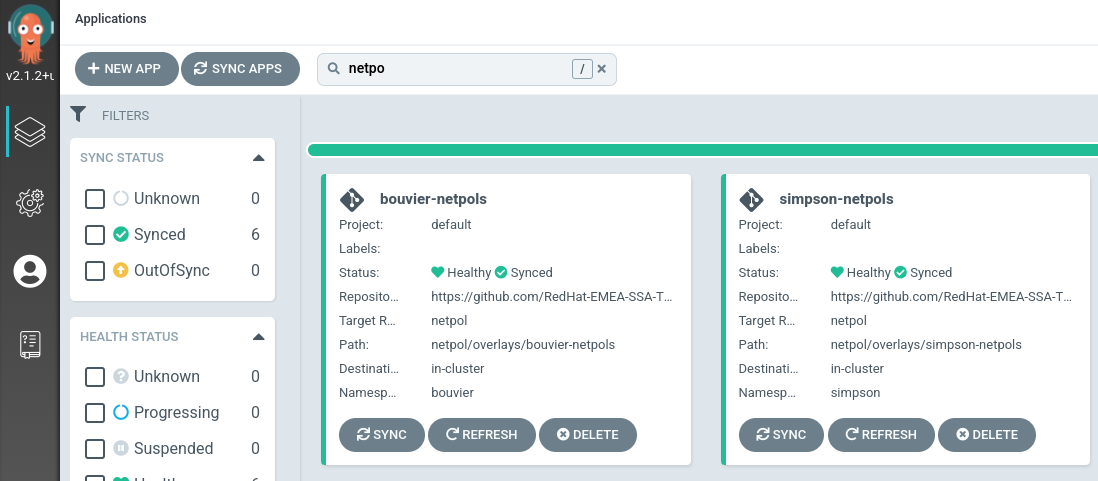 Applications
v2.1.2+u
NEW APP
SYNC APPS
netpo
/
FILTERS
SYNC STATUS
Unknown 0
Synced 6
OutOfSync 0
HEALTH STATUS
Unknown 0
Progressing 0
Suspended 0
bouvier-netpols
Project: default
Labels:
Status: Healthy Synced
Reposito... https://github.com/RedHat-EMEA-SSA-T...
Target R... netpol
Path: netpol/overlays/bouvier-netpols
Destinati... in-cluster
Namesp... bouvier
SYNC REFRESH DELETE
simpson-netpols
Project: default
Labels:
Status: Healthy Synced
Reposito... https://github.com/RedHat-EMEA-SSA-T...
Target R... netpol
Path: netpol/overlays/simpson-netpols
Destinati... in-cluster
Namesp... simpson
SYNC REFRESH DELETE